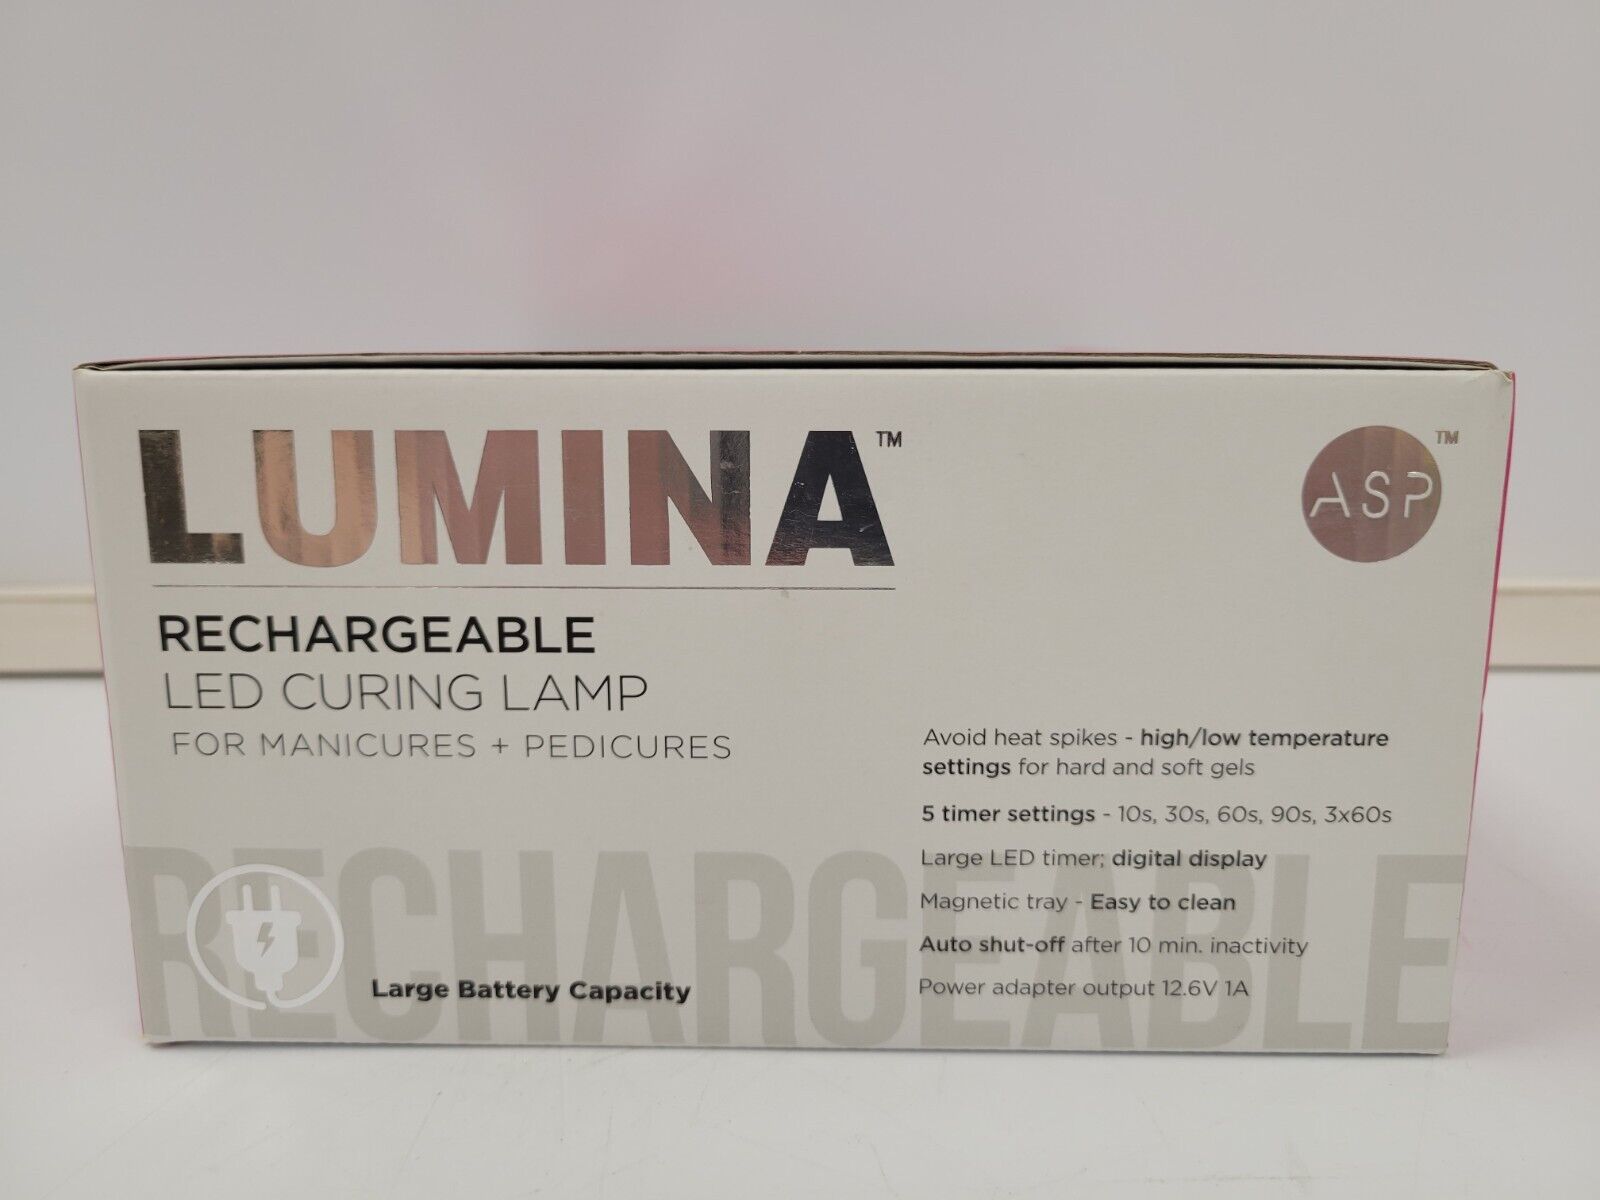 LUMINA™
ASP™
RECHARGEABLE
LED CURING LAMP
FOR MANICURES + PEDICURES
Avoid heat spikes - high/low temperature
settings for hard and soft gels
5 timer settings - 10s, 30s, 60s, 90s, 3x60s
Large LED timer; digital display
Magnetic tray - Easy to clean
Auto shut-off after 10 min. inactivity
Power adapter output 12.6V 1A
RECHARGEABLE
Large Battery Capacity